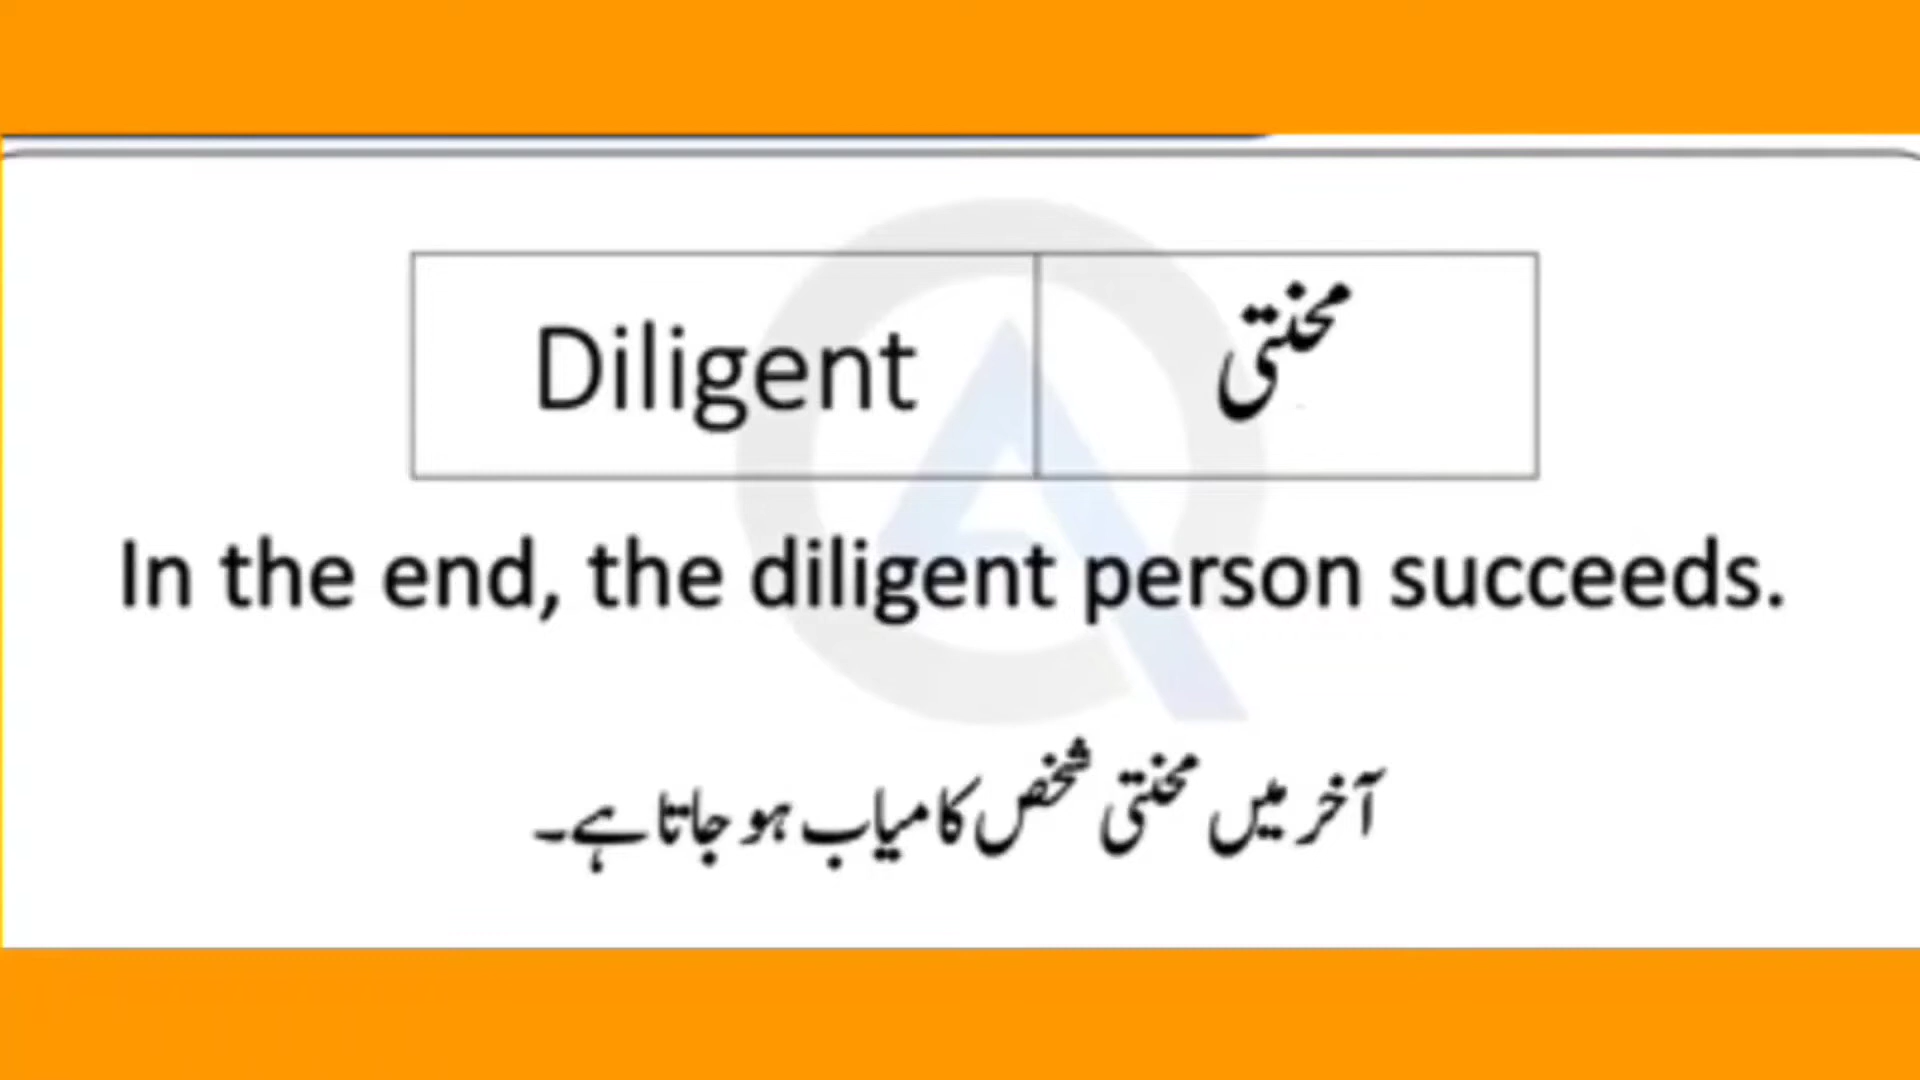 Diligent محنتی
In the end, the diligent person succeeds.
آخر میں محنتی شخص کامیاب ہو جاتا ہے۔